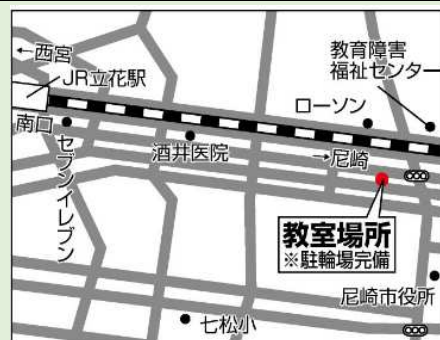 ←西宮
JR立花駅
南口
セブンイレブン
酒井医院
教育障害
福祉センター
ローソン
→尼崎
教室場所
※駐輪場完備
尼崎市役所
七松小